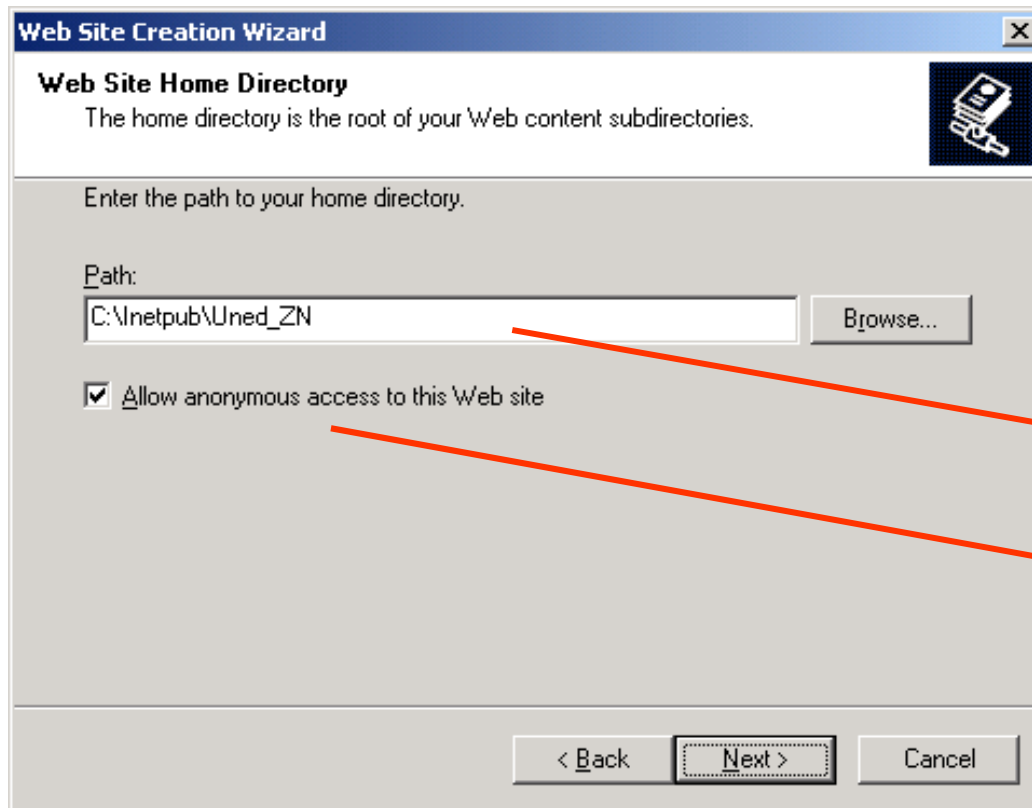 Web Site Creation Wizard
Web Site Home Directory
The home directory is the root of your Web content subdirectories.
Enter the path to your home directory.
Path:
C:\Inetpub\Uned_ZN
Browse...
Allow anonymous access to this Web site
< Back
Next >
Cancel